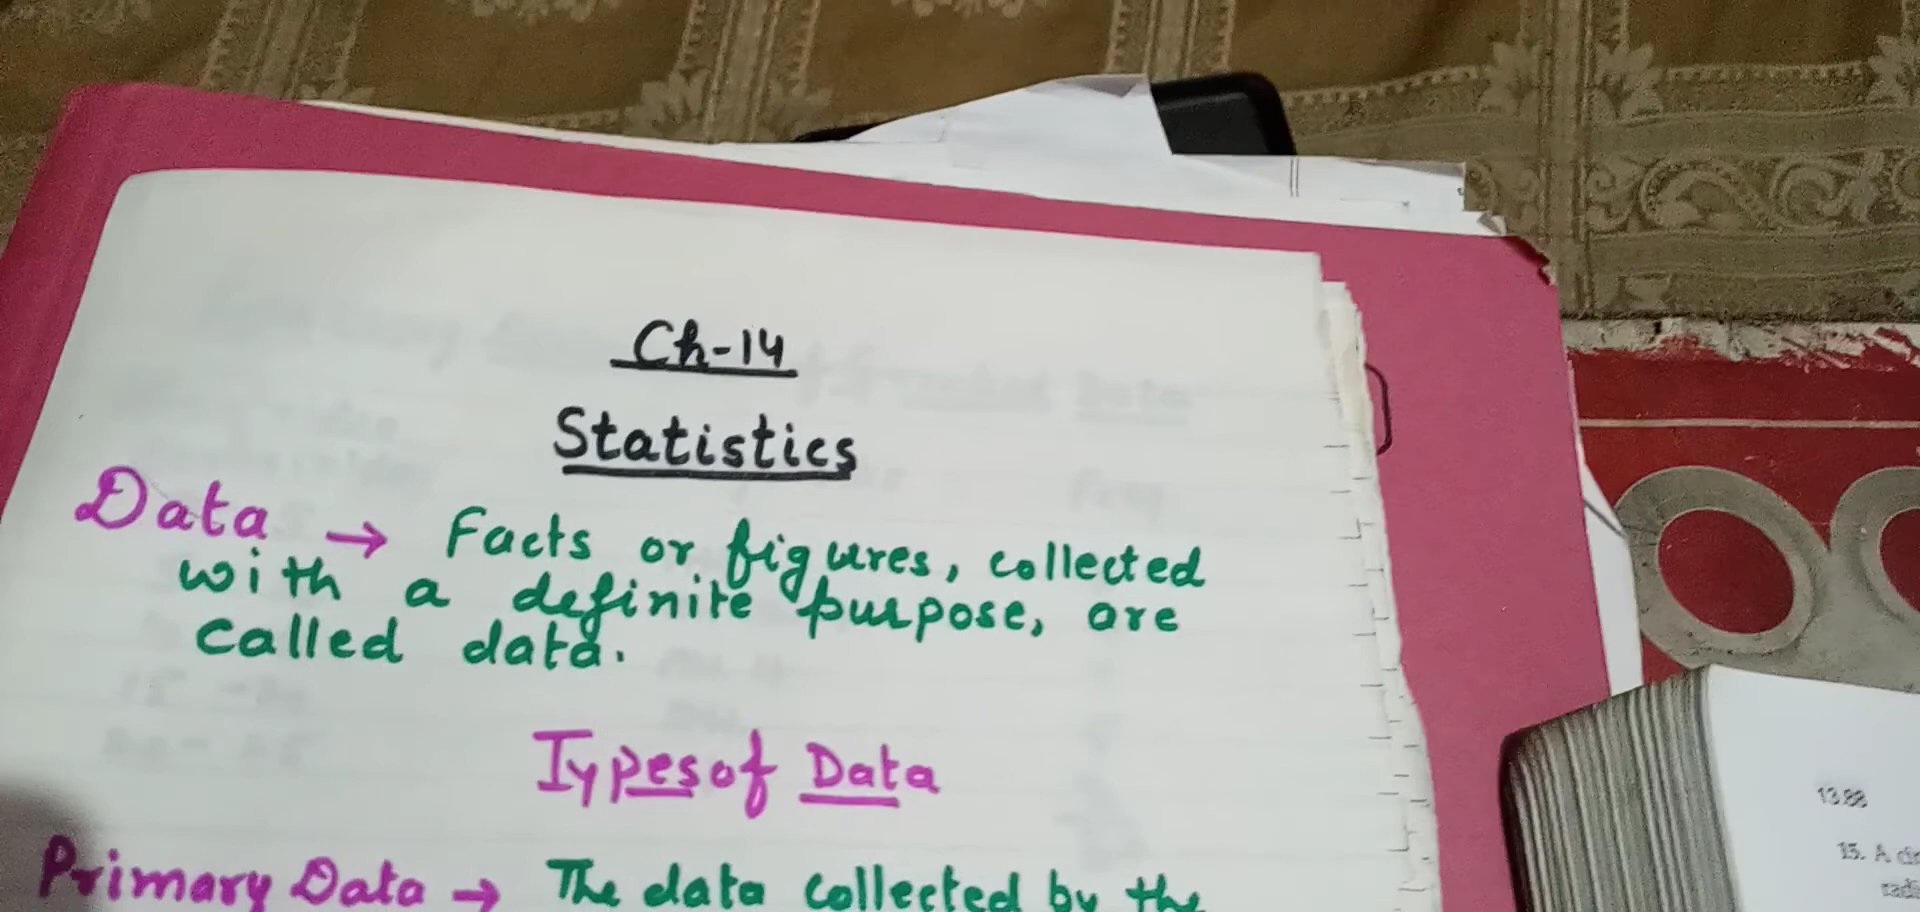 Ch-14
Statistics
Data → Facts or figures, collected
with a definite purpose, are
called data.
Types of Data
Primary Data → The data collected by the
13.88
15. A